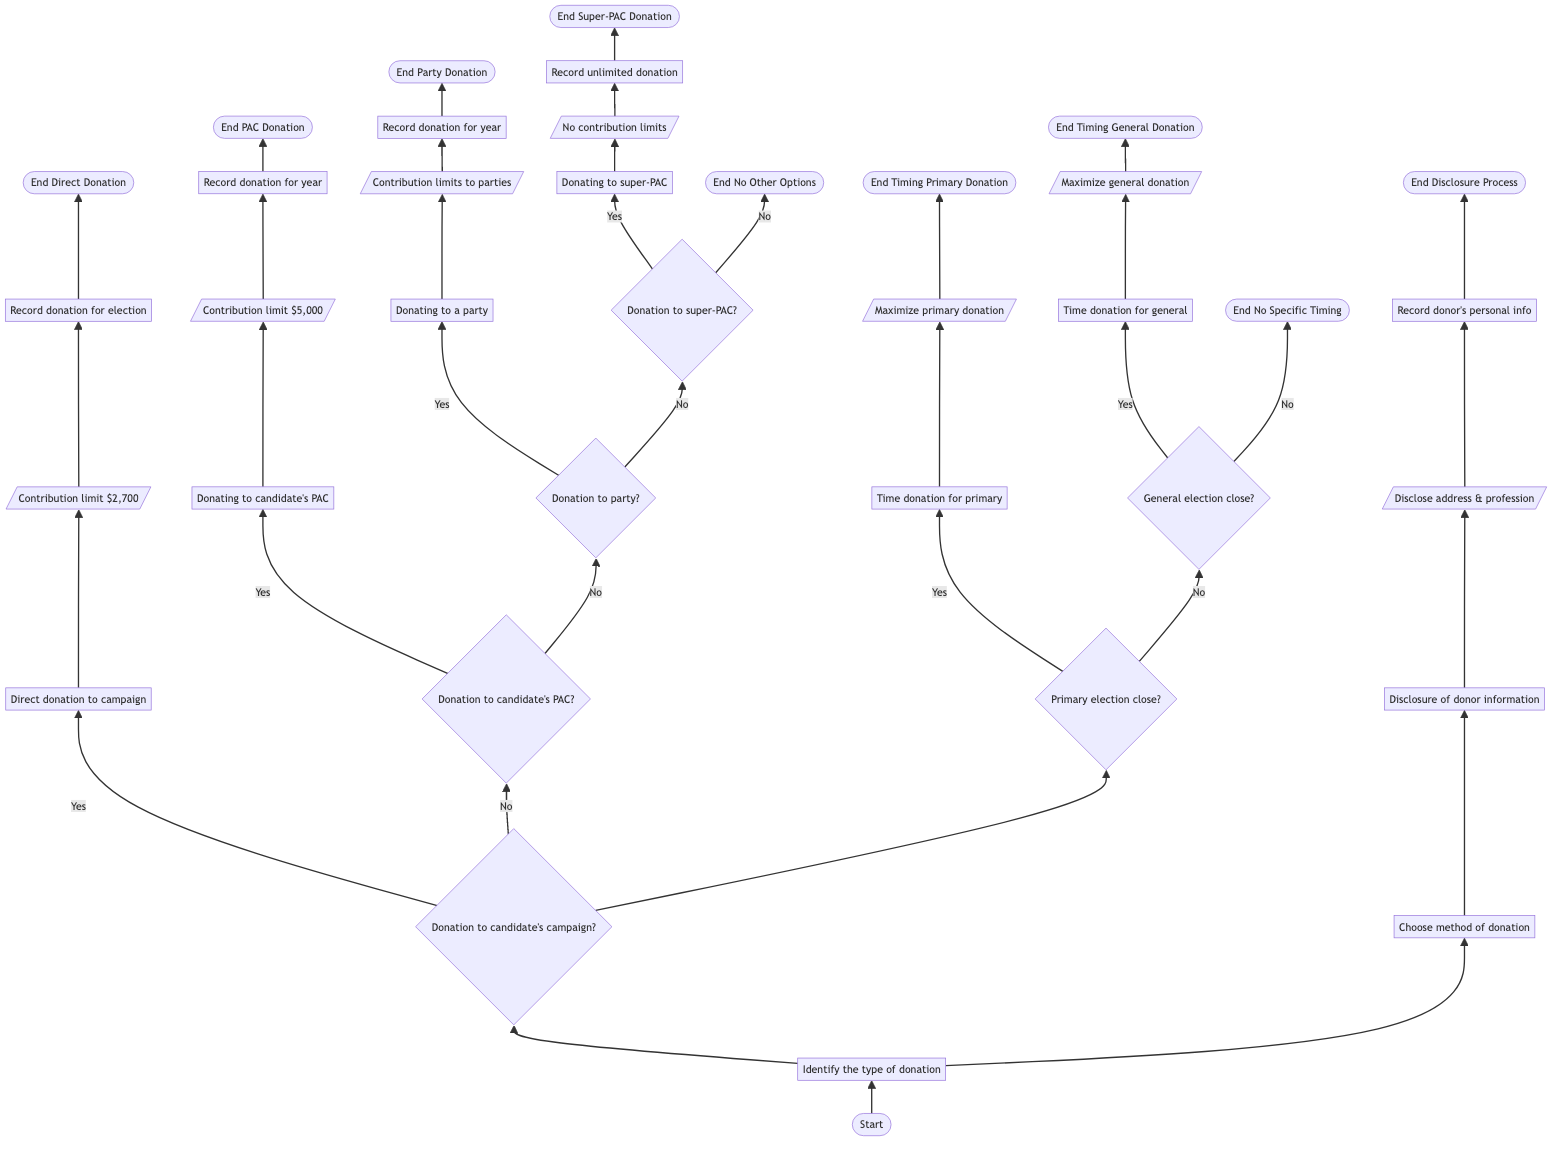 End Super-PAC Donation
End Party Donation
Record unlimited donation
End PAC Donation
Record donation for year
No contribution limits
End Timing General Donation
End Direct Donation
Record donation for year
Contribution limits to parties
Donating to super-PAC
End No Other Options
End Timing Primary Donation
Maximize general donation
End Disclosure Process
Yes
No
Record donation for election
Contribution limit $5,000
Donating to a party
Donation to super-PAC?
Maximize primary donation
Time donation for general
End No Specific Timing
Record donor's personal info
Yes
No
Yes
No
Contribution limit $2,700
Donating to candidate's PAC
Donation to party?
Time donation for primary
General election close?
Disclose address & profession
Yes
No
Yes
No
Direct donation to campaign
Donation to candidate's PAC?
Primary election close?
Disclosure of donor information
Yes
No
Donation to candidate's campaign?
Choose method of donation
Identify the type of donation
Start